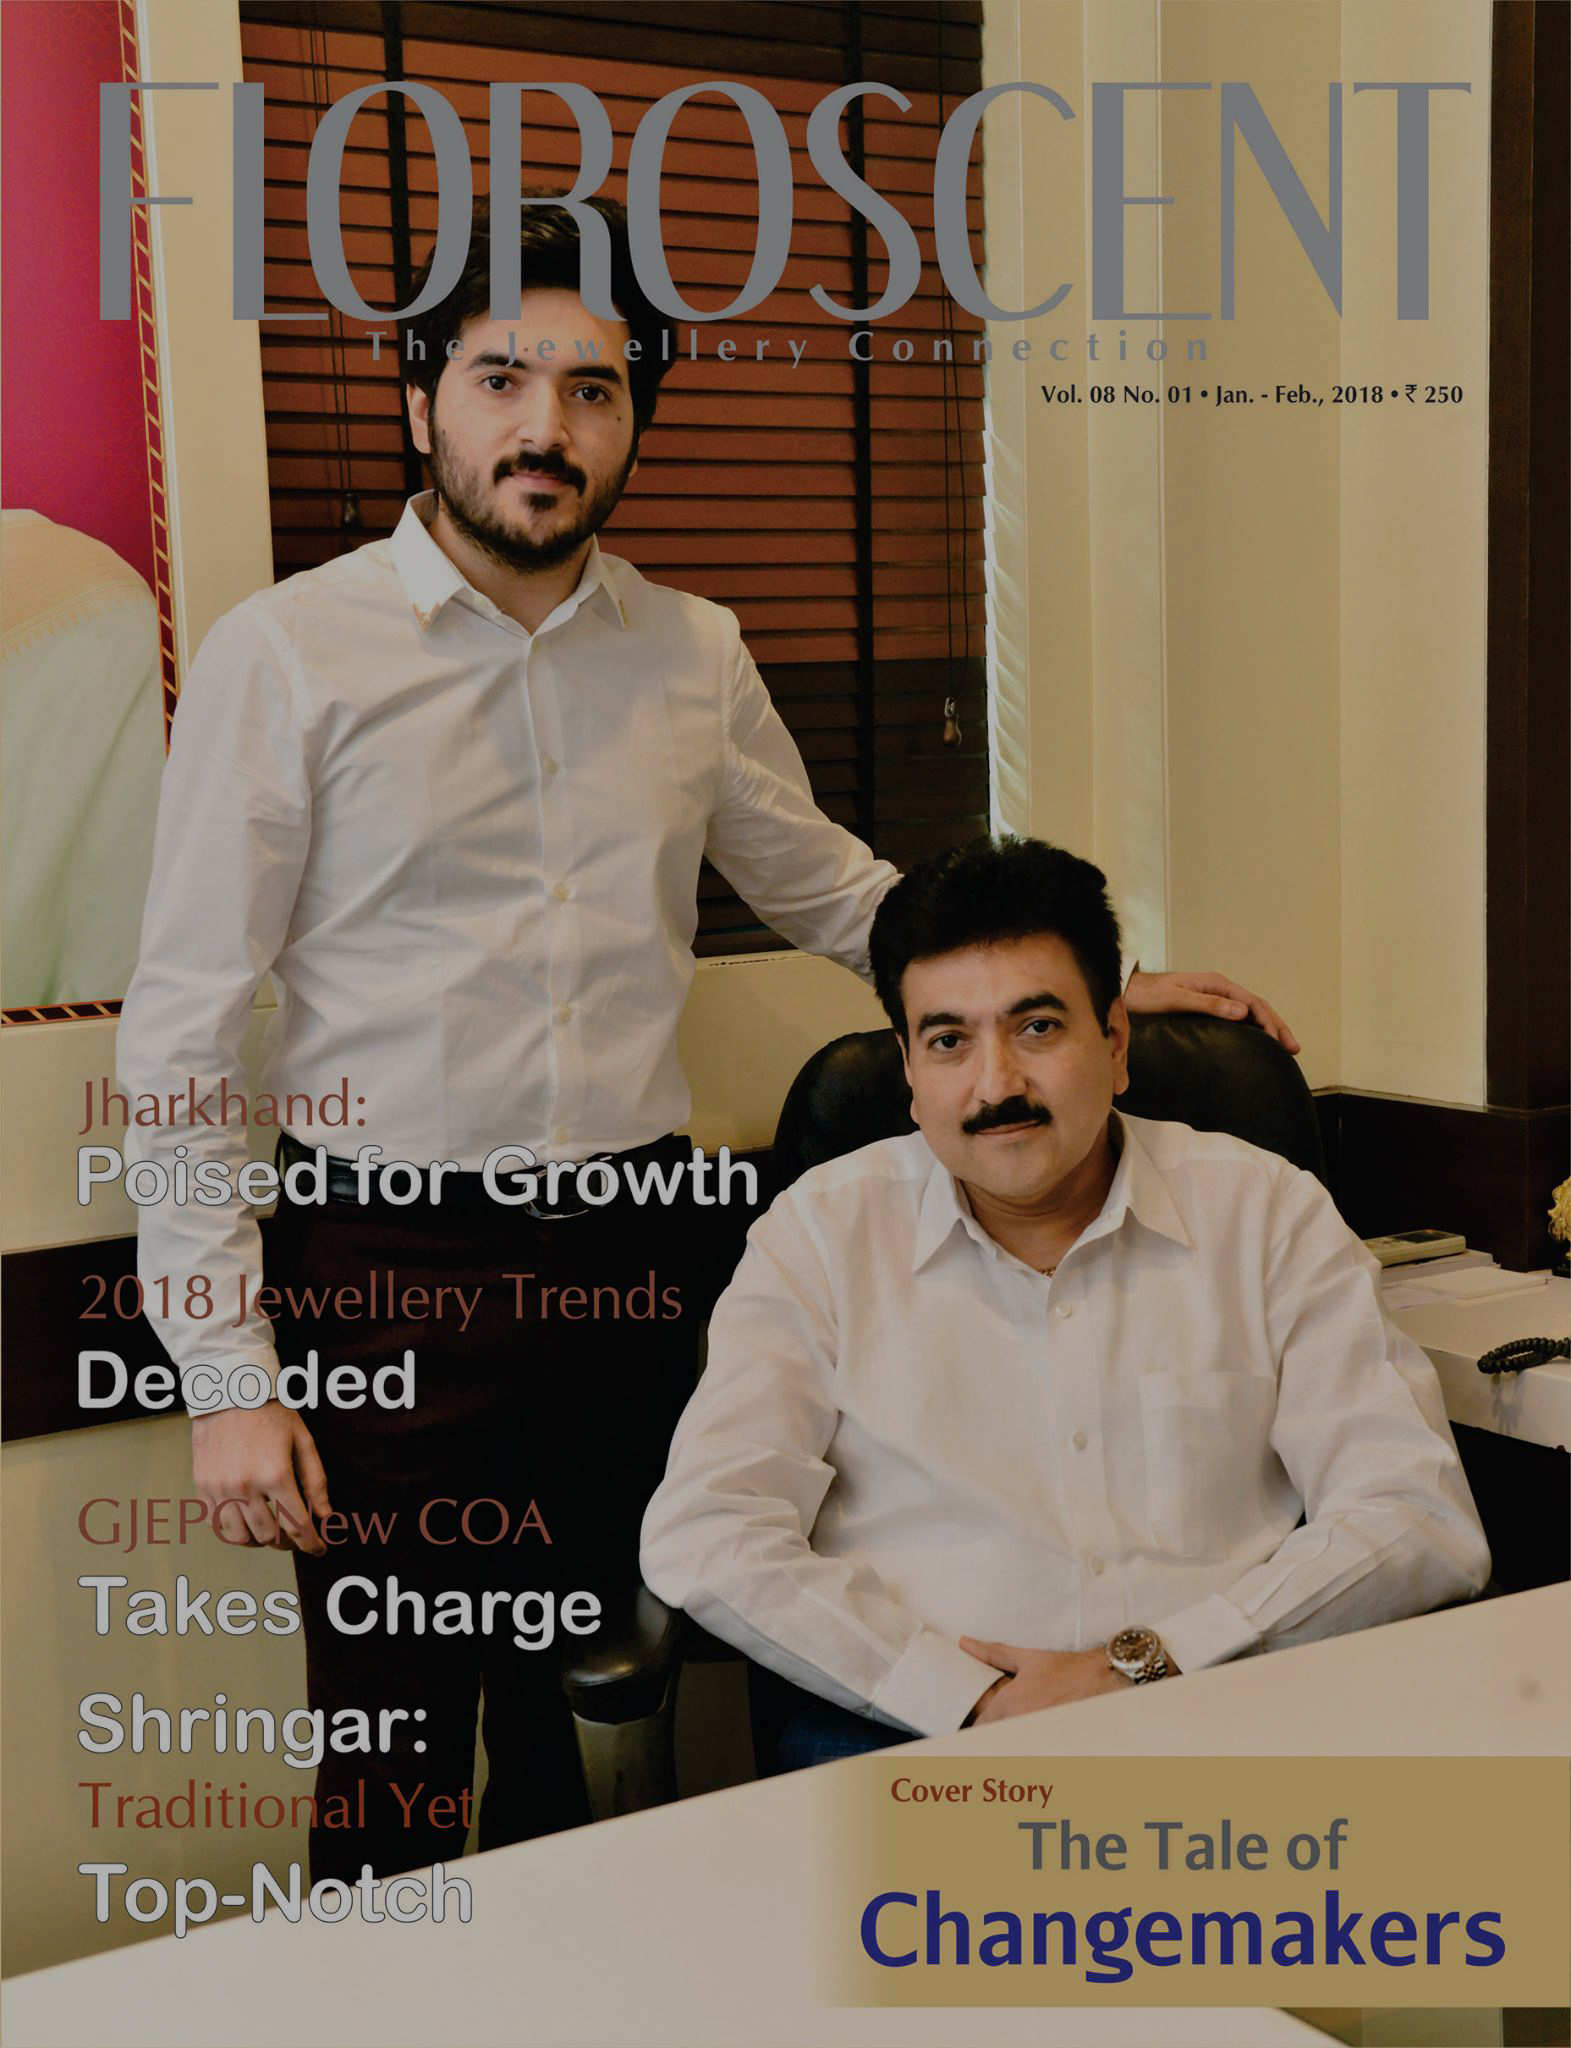 FLOROSCENT
The Jewellery Connection
Vol. 08 No. 01 • Jan. - Feb., 2018 • ₹ 250
Jharkhand:
Poised for Growth
2018 Jewellery Trends
Decoded
GJEPC New COA
Takes Charge
Shringar:
Traditional Yet
Top-Notch
Cover Story
The Tale of
Changemakers